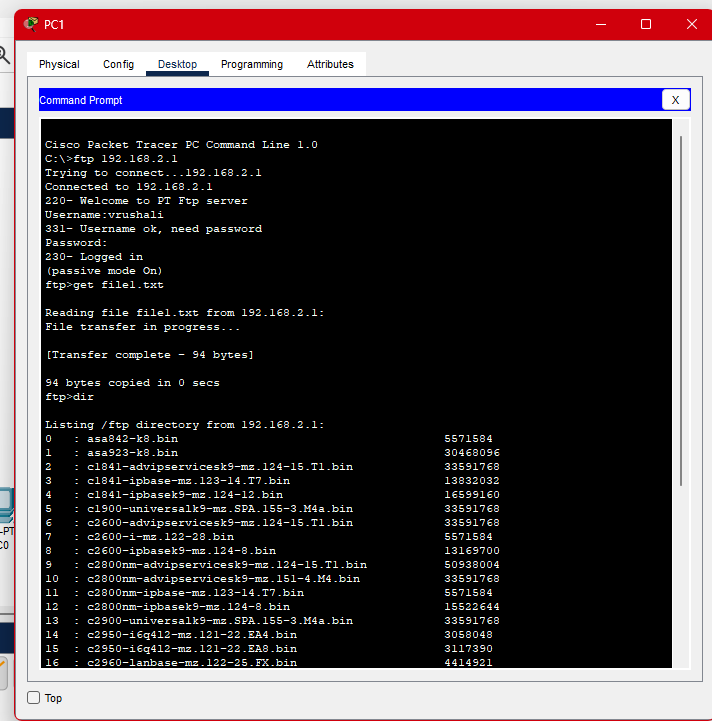 PC1
Physical Config Desktop Programming Attributes
Command Prompt X
Cisco Packet Tracer PC Command Line 1.0
C:\>ftp 192.168.2.1
Trying to connect...192.168.2.1
Connected to 192.168.2.1
220- Welcome to PT Ftp server
Username:vrushali
331- Username ok, need password
Password:
230- Logged in
(passive mode On)
ftp>get file1.txt
Reading file file1.txt from 192.168.2.1:
File transfer in progress...
[Transfer complete - 94 bytes]
94 bytes copied in 0 secs
ftp>dir
Listing /ftp directory from 192.168.2.1:
0 : asa842-k8.bin 5571584
1 : asa923-k8.bin 30468096
2 : c1841-advipservicesk9-mz.124-15.T1.bin 33591768
3 : c1841-ipbase-mz.123-14.T7.bin 13832032
4 : c1841-ipbasek9-mz.124-12.bin 16599160
5 : c1900-universalk9-mz.SPA.155-3.M4a.bin 33591768
6 : c2600-advipservicesk9-mz.124-15.T1.bin 33591768
7 : c2600-i-mz.122-28.bin 5571584
8 : c2600-ipbasek9-mz.124-8.bin 13169700
9 : c2800nm-advipservicesk9-mz.124-15.T1.bin 50938004
10 : c2800nm-advipservicesk9-mz.151-4.M4.bin 33591768
11 : c2800nm-ipbase-mz.123-14.T7.bin 5571584
12 : c2800nm-ipbasek9-mz.124-8.bin 15522644
13 : c2900-universalk9-mz.SPA.155-3.M4a.bin 33591768
14 : c2950-i6q4l2-mz.121-22.EA4.bin 3058048
15 : c2950-i6q4l2-mz.121-22.EA8.bin 3117390
16 : c2960-lanbase-mz.122-25.FX.bin 4414921
-PT
C0
Top